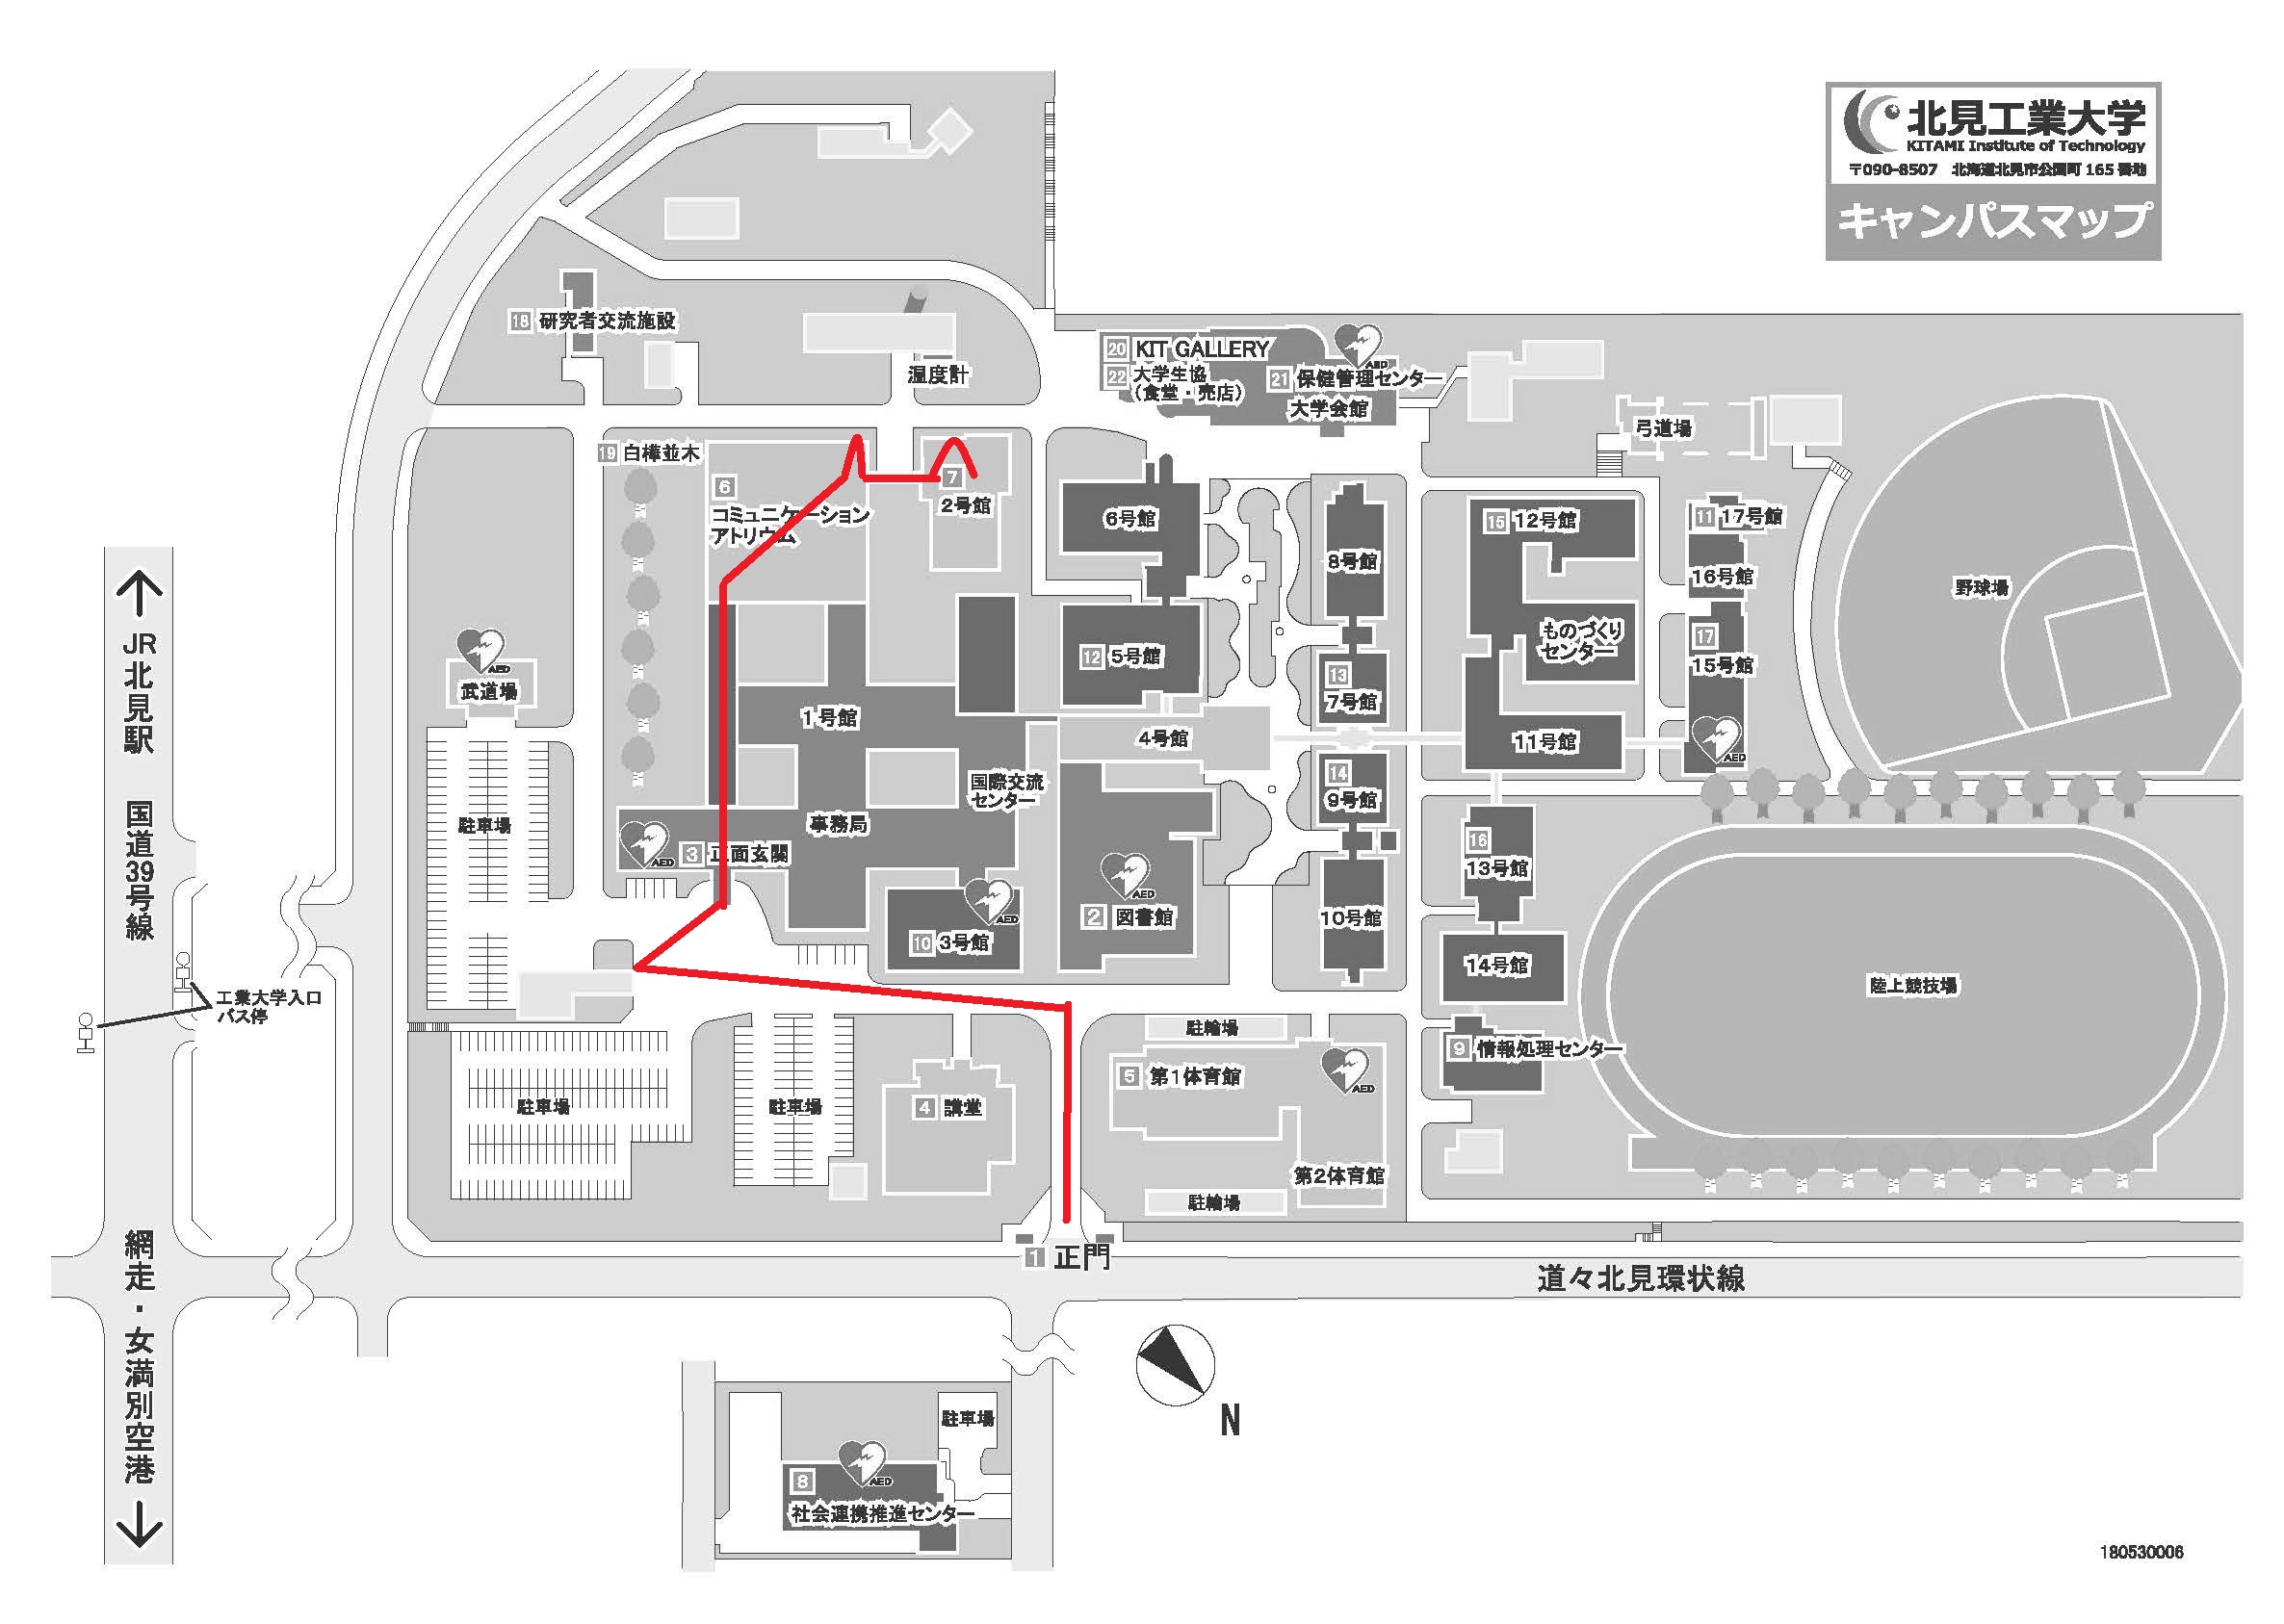 北見工業大学
KITAMI Institute of Technology
〒090-8507 北海道北見市公園町 165 番地
キャンパスマップ
18 研究者交流施設
温度計
20 KIT GALLERY
22 大学生協
（食堂・売店）
21 保健管理センター
AED
大学会館
弓道場
19 白樺並木
6
コミュニケーション
アトリウム
7
2号館
6号館
8号館
15 12号館
11 17号館
16号館
野球場
JR北見駅
国道39号線
AED
武道場
12 5号館
13
7号館
ものづくり
センター
17
15号館
AED
1号館
4号館
11号館
国際交流
センター
14
9号館
駐車場
事務局
AED
3 正面玄関
AED
10 3号館
AED
2 図書館
10号館
16
13号館
14号館
陸上競技場
工業大学入口
バス停
駐輪場
9 情報処理センター
5 第1体育館
AED
駐車場
駐車場
4 講堂
第2体育館
駐輪場
網走・女満別空港
1 正門
道々北見環状線
N
駐車場
AED
8
社会連携推進センター
180530006